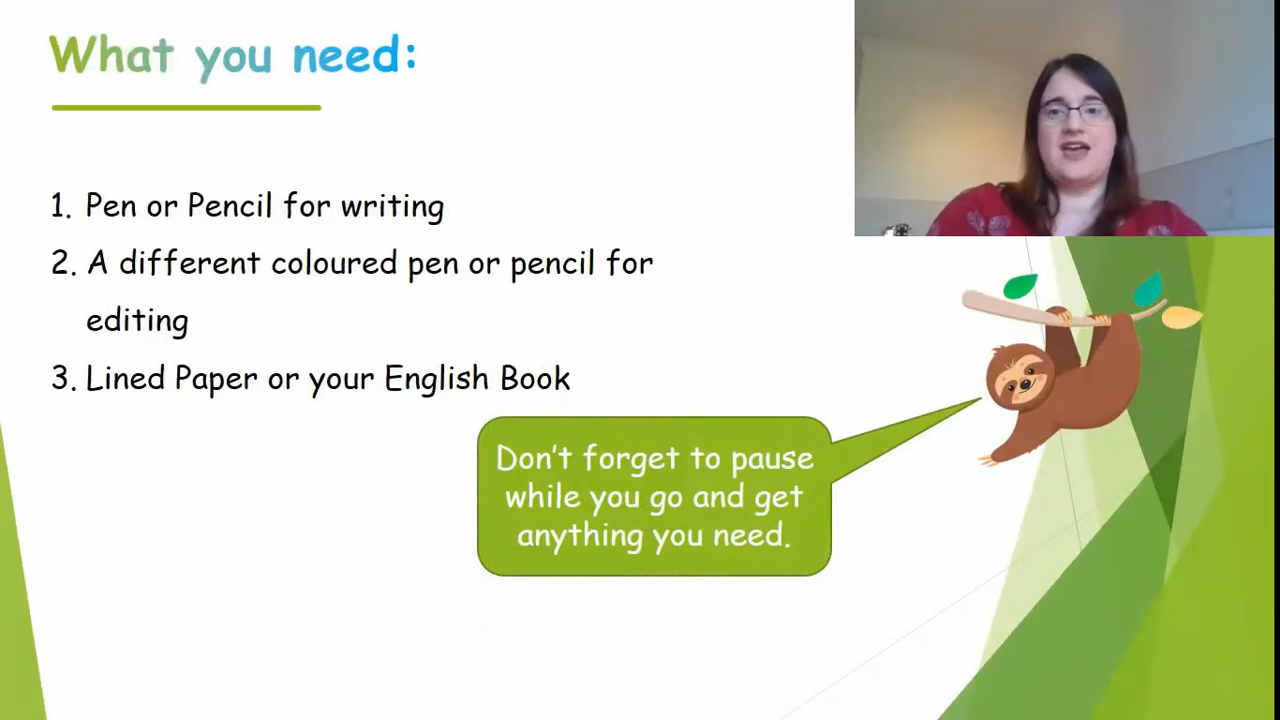 What you need:
1. Pen or Pencil for writing
2. A different coloured pen or pencil for
editing
3. Lined Paper or your English Book
Don't forget to pause
while you go and get
anything you need.